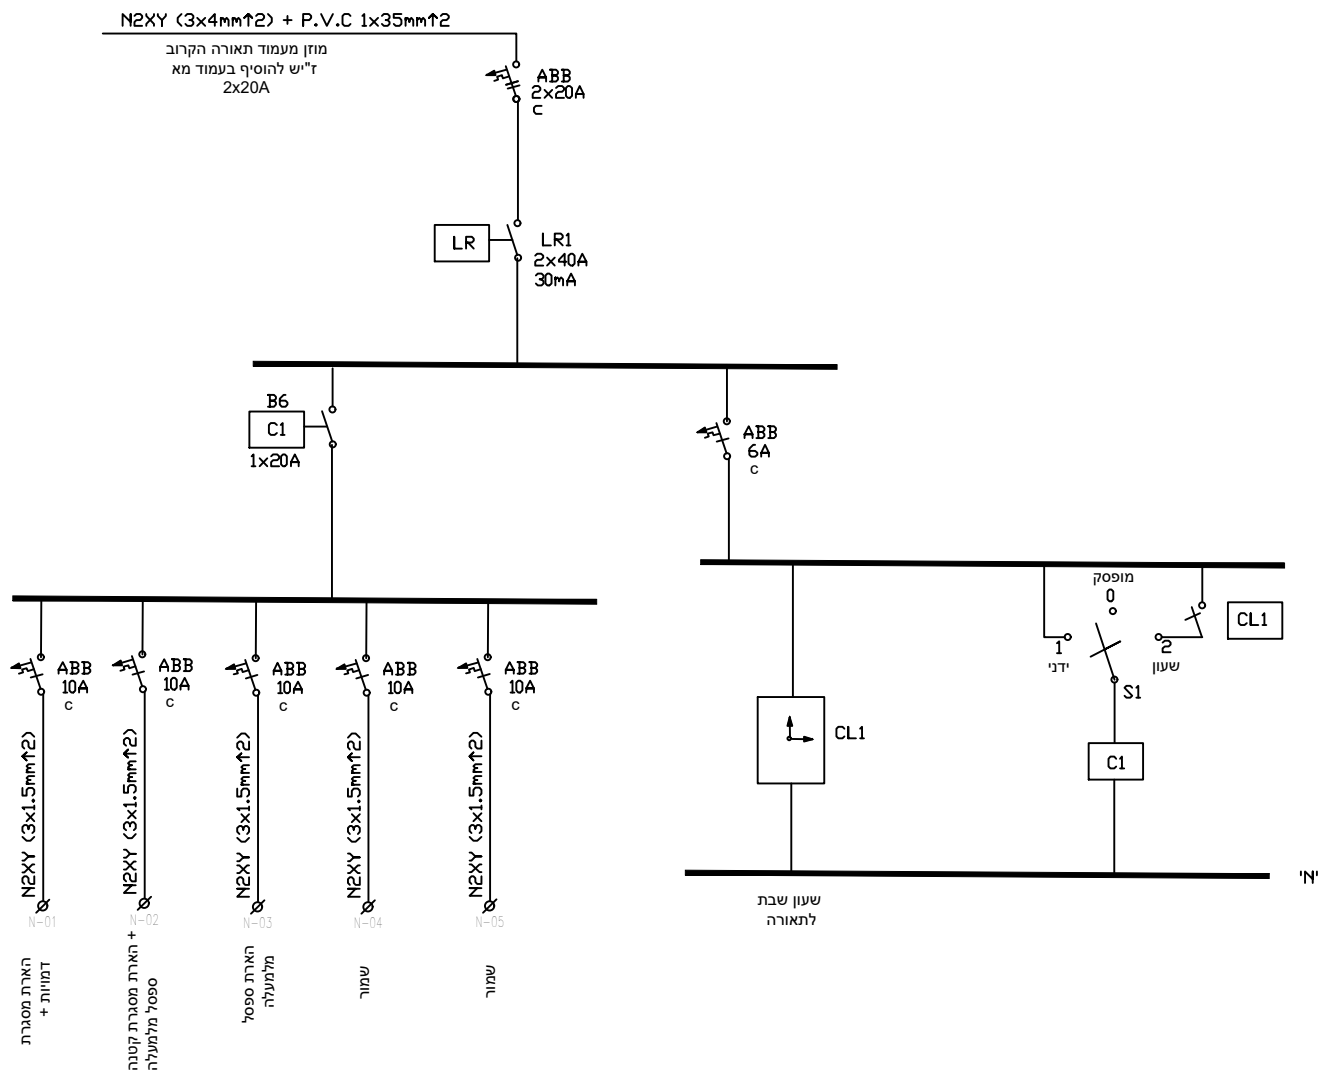 N2XY (3x4mm↑2) + P.V.C 1x35mm↑2
מוזן מעמוד תאורה הקרוב
ז"יש להוסיף בעמוד מא
2x20A
ABB
2x20A
C
LR
LR1
2x40A
30mA
B6
C1
1x20A
ABB
6A
C
ABB
10A
C
ABB
10A
C
ABB
10A
C
ABB
10A
C
ABB
10A
C
N2XY (3x1.5mm↑2)
N2XY (3x1.5mm↑2)
N2XY (3x1.5mm↑2)
N2XY (3x1.5mm↑2)
N2XY (3x1.5mm↑2)
N-01
N-02
N-03
N-04
N-05
הארת מסגרת
דמויות +
הארת מסגרת קטנה +
ספסל מלמעלה
הארת ספסל
מלמעלה
שמור
שמור
CL1
מופסק
0
1
ידני
2
שעון
S1
CL1
C1
'N'
שעון שבת
לתאורה